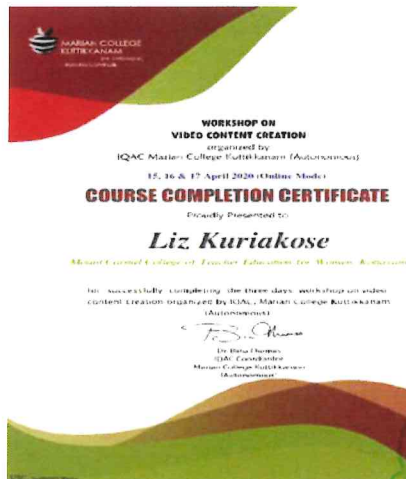 MARIAN COLLEGE
KUTTIKKANAM
WORKSHOP ON
VIDEO CONTENT CREATION
organized by
IQAC Marian College Kuttikkanam (Autonomous)
15, 16 & 17 April 2020 (Online Mode)
COURSE COMPLETION CERTIFICATE
Proudly Presented to
Liz Kuriakose
Mount Carmel College of Teacher Education for Women, Kottayam
for successfully completing the three days workshop on video
content creation organized by IQAC, Marian College Kuttikkanam
(Autonomous)
IQAC Coordinator
Marian College Kuttikkanam
(Autonomous)